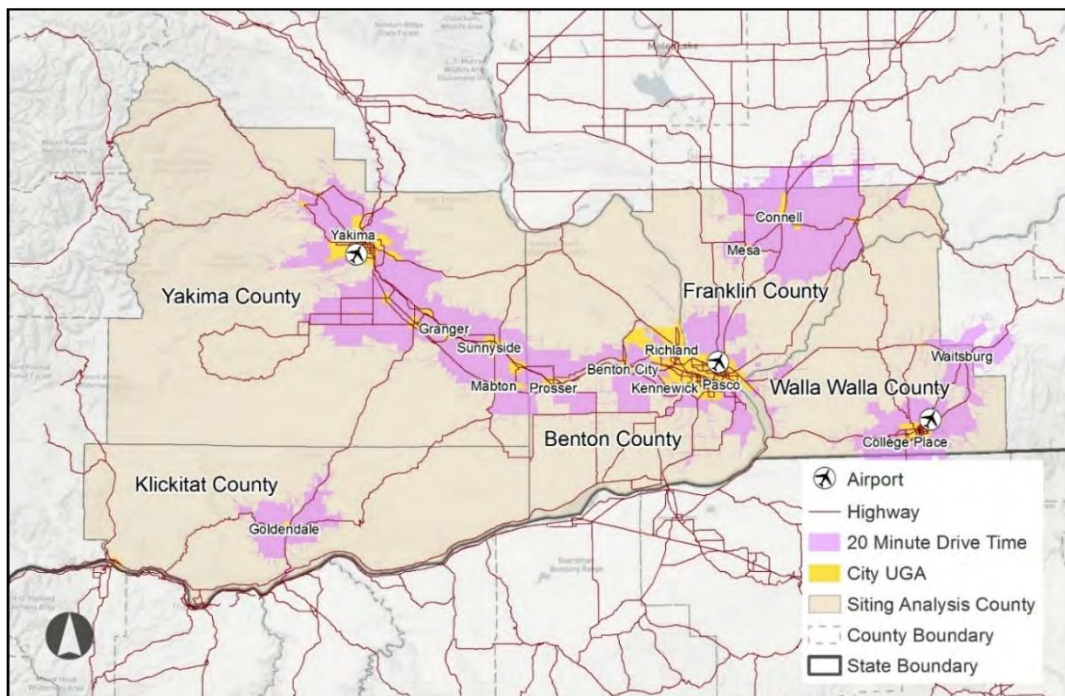 Moses Lake
Connell
Yakima
Mesa
Yakima County
Franklin County
Granger
Sunnyside
Richland
Waitsburg
Benton City
Mabton
Prosser
Kennewick
Pasco
Walla Walla County
Benton County
College Place
Klickitat County
Goldendale
Airport
Highway
20 Minute Drive Time
City UGA
Siting Analysis County
County Boundary
State Boundary